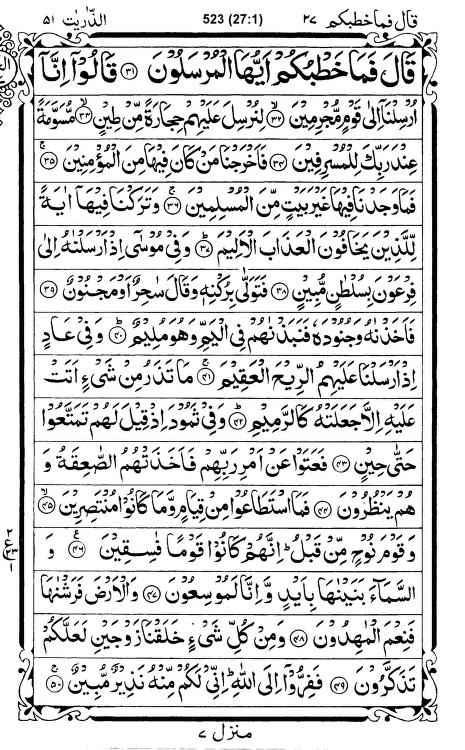 قال فما خطبكم ٢٧ 523 (27:1) الذّٰريٰت ٥١
قَالَ فَمَا خَطْبُكُمْ اَيُّهَا الْمُرْسَلُوْنَ ﴿٣١﴾ قَالُوْٓا اِنَّآ
اُرْسِلْنَآ اِلٰى قَوْمٍ مُّجْرِمِيْنَ ﴿٣٢﴾ لِنُرْسِلَ عَلَيْهِمْ حِجَارَةً مِّنْ طِيْنٍ ﴿٣٣﴾ مُّسَوَّمَةً
عِنْدَ رَبِّكَ لِلْمُسْرِفِيْنَ ﴿٣٤﴾ فَاَخْرَجْنَا مَنْ كَانَ فِيْهَا مِنَ الْمُؤْمِنِيْنَ ﴿٣٥﴾
فَمَا وَجَدْنَا فِيْهَا غَيْرَ بَيْتٍ مِّنَ الْمُسْلِمِيْنَ ﴿٣٦﴾ وَتَرَكْنَا فِيْهَآ اٰيَةً
لِّلَّذِيْنَ يَخَافُوْنَ الْعَذَابَ الْاَلِيْمَ ﴿٣٧﴾ وَفِيْ مُوْسٰٓى اِذْ اَرْسَلْنٰهُ اِلٰى
فِرْعَوْنَ بِسُلْطٰنٍ مُّبِيْنٍ ﴿٣٨﴾ فَتَوَلّٰى بِرُكْنِهٖ وَقَالَ سٰحِرٌ اَوْ مَجْنُوْنٌ ﴿٣٩﴾
فَاَخَذْنٰهُ وَجُنُوْدَهٗ فَنَبَذْنٰهُمْ فِي الْيَمِّ وَهُوَ مُلِيْمٌ ﴿٤٠﴾ وَفِيْ عَادٍ
اِذْ اَرْسَلْنَا عَلَيْهِمُ الرِّيْحَ الْعَقِيْمَ ﴿٤١﴾ مَا تَذَرُ مِنْ شَيْءٍ اَتَتْ
عَلَيْهِ اِلَّا جَعَلَتْهُ كَالرَّمِيْمِ ﴿٤٢﴾ وَفِيْ ثَمُوْدَ اِذْ قِيْلَ لَهُمْ تَمَتَّعُوْا
حَتّٰى حِيْنٍ ﴿٤٣﴾ فَعَتَوْا عَنْ اَمْرِ رَبِّهِمْ فَاَخَذَتْهُمُ الصّٰعِقَةُ وَ
هُمْ يَنْظُرُوْنَ ﴿٤٤﴾ فَمَا اسْتَطَاعُوْا مِنْ قِيَامٍ وَّمَا كَانُوْا مُنْتَصِرِيْنَ ﴿٤٥﴾
وَقَوْمَ نُوْحٍ مِّنْ قَبْلُ ؕ اِنَّهُمْ كَانُوْا قَوْمًا فٰسِقِيْنَ ﴿٤٦﴾ وَ
السَّمَآءَ بَنَيْنٰهَا بِاَيْىدٍ وَّاِنَّا لَمُوْسِعُوْنَ ﴿٤٧﴾ وَالْاَرْضَ فَرَشْنٰهَا
فَنِعْمَ الْمٰهِدُوْنَ ﴿٤٨﴾ وَمِنْ كُلِّ شَيْءٍ خَلَقْنَا زَوْجَيْنِ لَعَلَّكُمْ
تَذَكَّرُوْنَ ﴿٤٩﴾ فَفِرُّوْٓا اِلَى اللّٰهِ ؕ اِنِّيْ لَكُمْ مِّنْهُ نَذِيْرٌ مُّبِيْنٌ ﴿٥٠﴾
منزل ٧